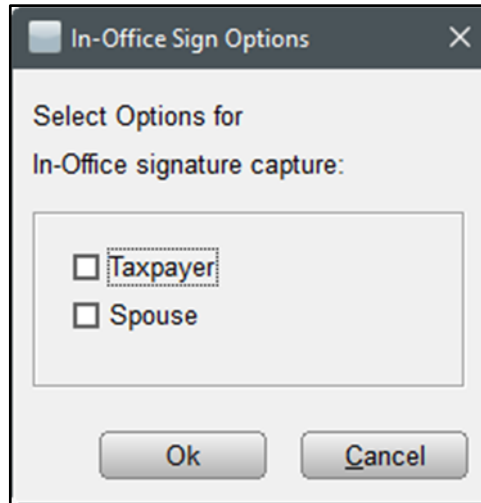 In-Office Sign Options
Select Options for
In-Office signature capture:
Taxpayer
Spouse
Ok
Cancel